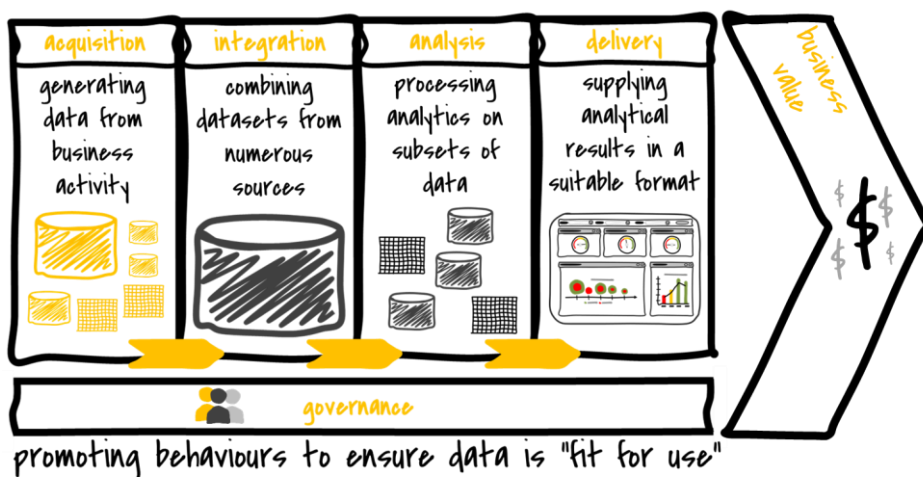 acquisition
generating
data from
business
activity
integration
combining
datasets from
numerous
sources
analysis
processing
analytics on
subsets of
data
delivery
supplying
analytical
results in a
suitable format
business
value
$
$
$
$
$
governance
promoting behaviours to ensure data is "fit for use"